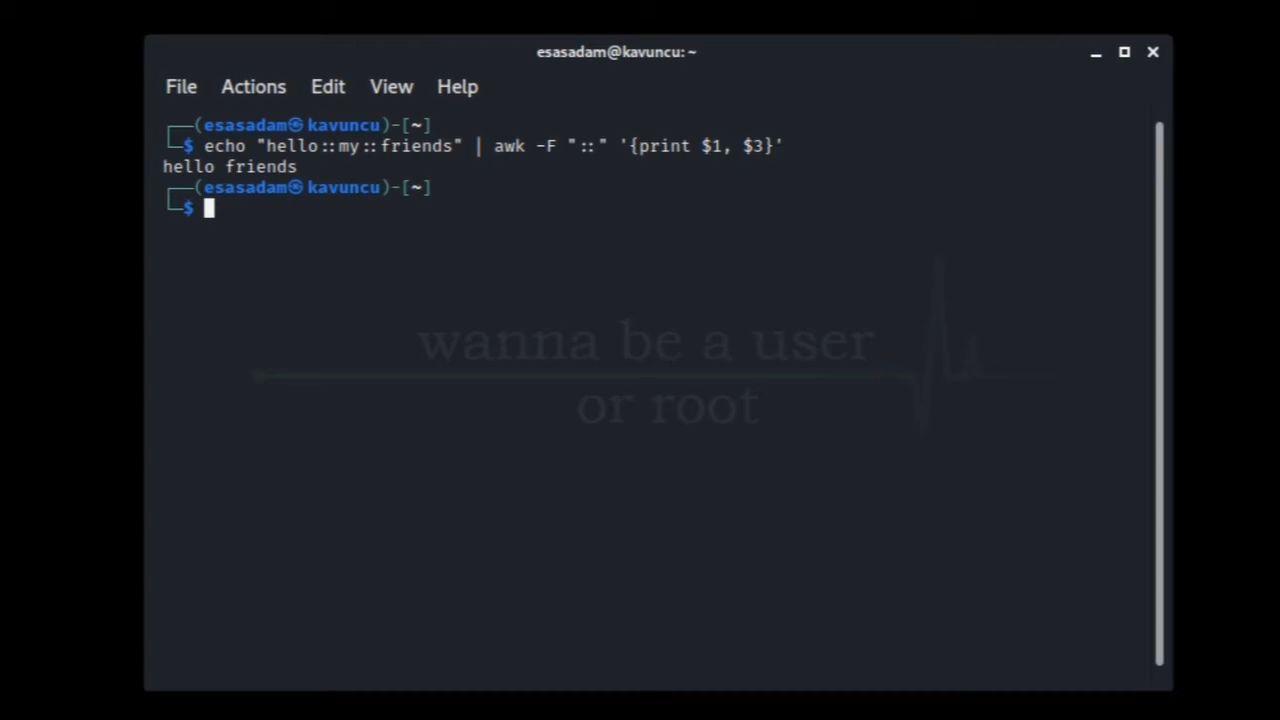 esasadam@kavuncu: ~
File Actions Edit View Help
┌──(esasadam㉿kavuncu)-[~]
└─$ echo "hello::my::friends" | awk -F "::" '{print $1, $3}'
hello friends
┌──(esasadam㉿kavuncu)-[~]
└─$
wanna be a user
or root